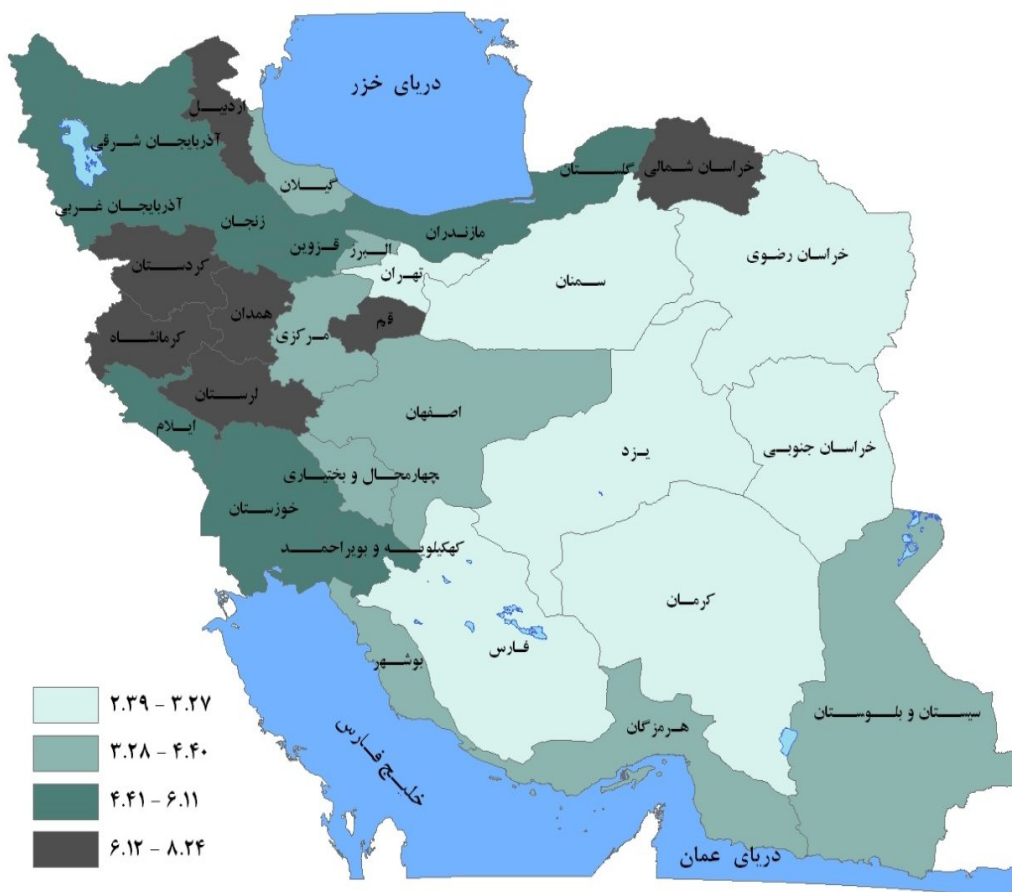 دریای خزر
اردبیل
آذربایجان شرقی
گیلان
گلستان
خراسان شمالی
آذربایجان غربی
زنجان
مازندران
قزوین
البرز
تهران
سمنان
خراسان رضوی
کردستان
همدان
قم
مرکزی
کرمانشاه
لرستان
اصفهان
ایلام
یزد
خراسان جنوبی
چهارمحال و بختیاری
خوزستان
کهکیلویه و بویراحمد
کرمان
فارس
بوشهر
هرمزگان
سیستان و بلوستان
خلیج فارس
دریای عمان
۲.۳۹ – ۳.۲۷
۳.۲۸ – ۴.۴۰
۴.۴۱ – ۶.۱۱
۶.۱۲ – ۸.۲۴